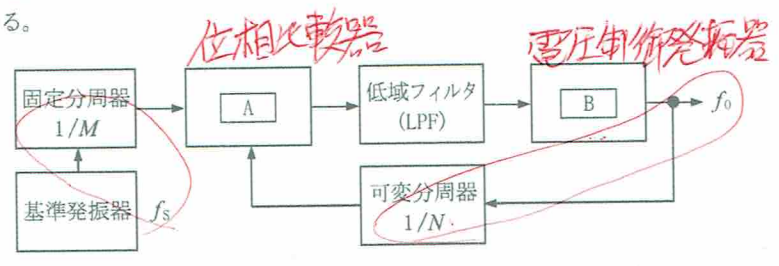 る。
位相比較器
電圧制御発振器
固定分周器
1/M
A
低域フィルタ
(LPF)
B
f₀
基準発振器
fₛ
可変分周器
1/N